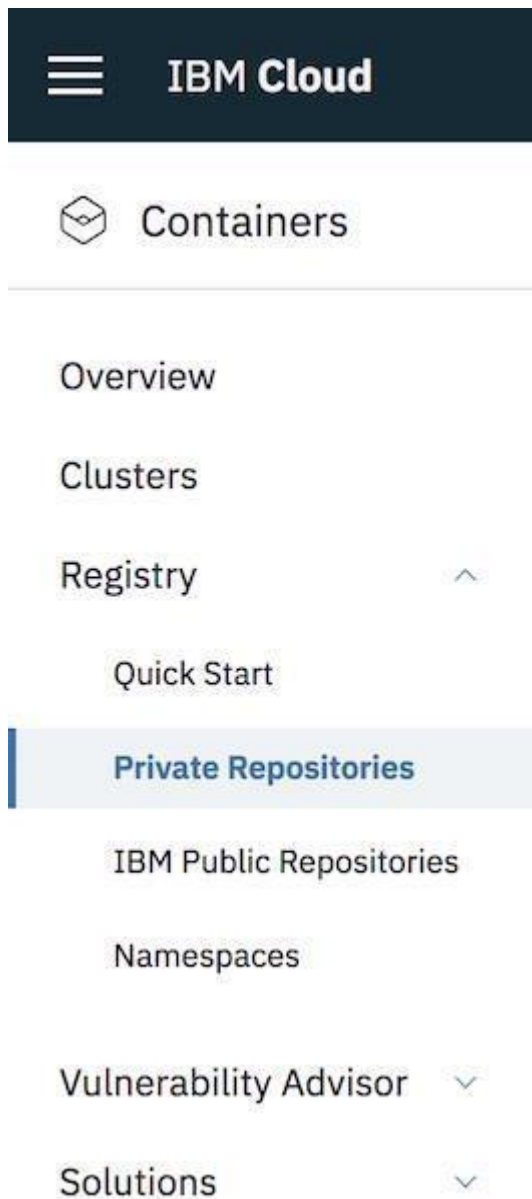 IBM Cloud
Containers
Overview
Clusters
Registry
Quick Start
Private Repositories
IBM Public Repositories
Namespaces
Vulnerability Advisor
Solutions